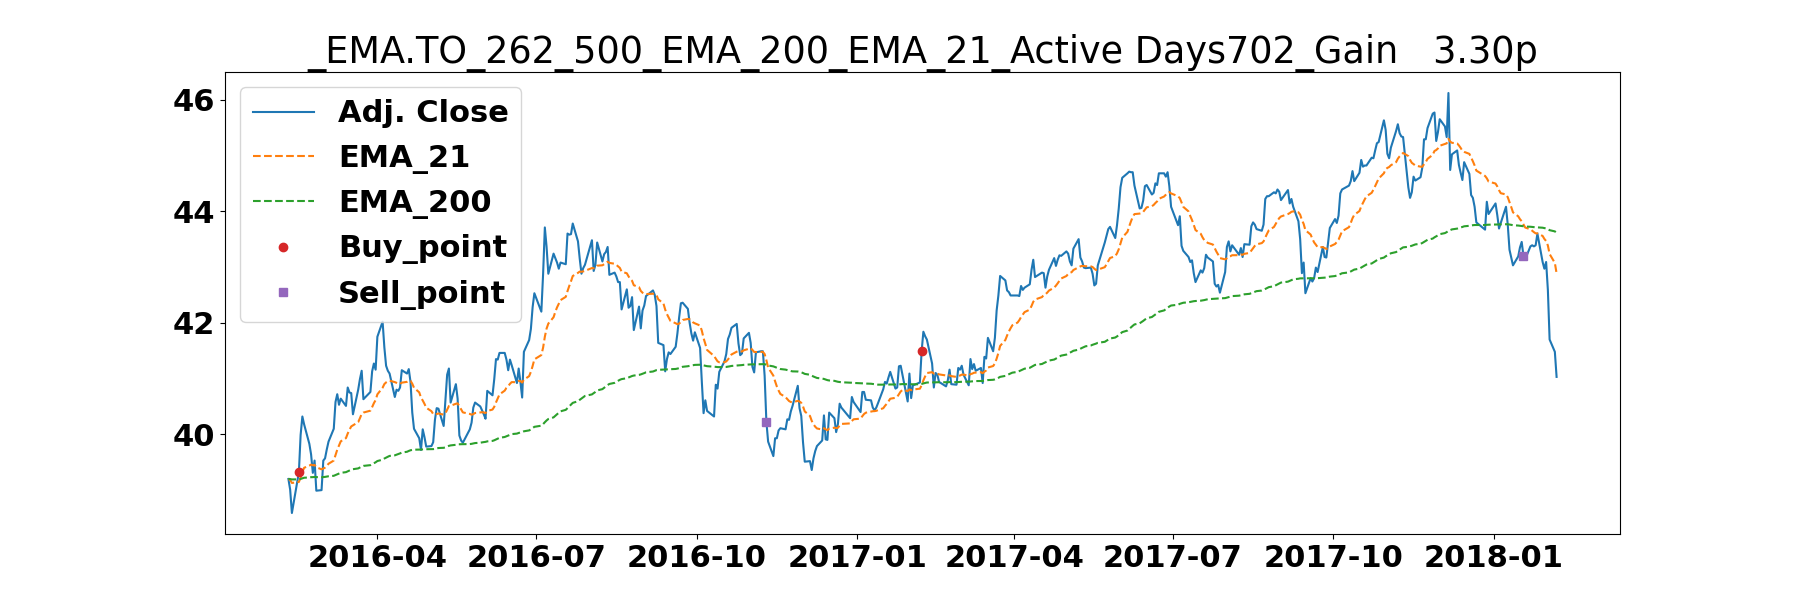 _EMA.TO_262_500_EMA_200_EMA_21_Active Days702_Gain   3.30p
46
44
42
40
Adj. Close
EMA_21
EMA_200
Buy_point
Sell_point
2016-04 2016-07 2016-10 2017-01 2017-04 2017-07 2017-10 2018-01